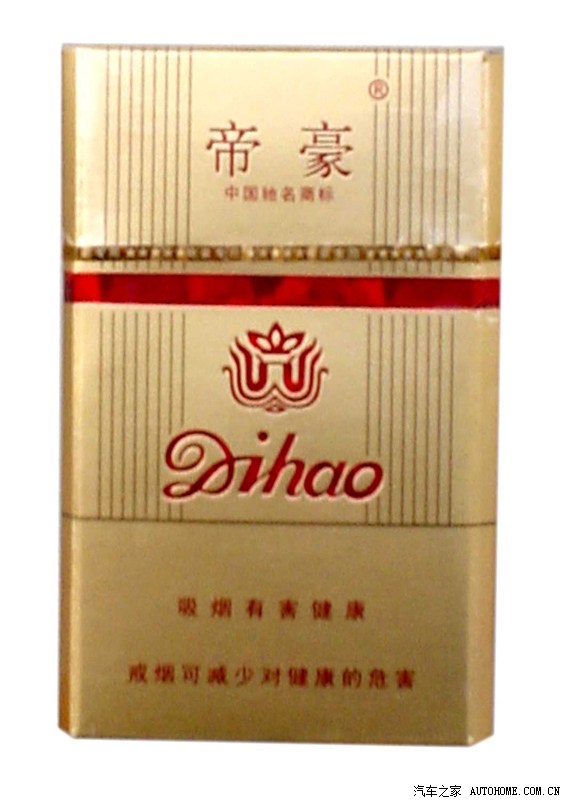 ®
帝豪
中国驰名商标
Dihao
吸烟有害健康
戒烟可减少对健康的危害
汽车之家 AUTOHOME.COM.CN